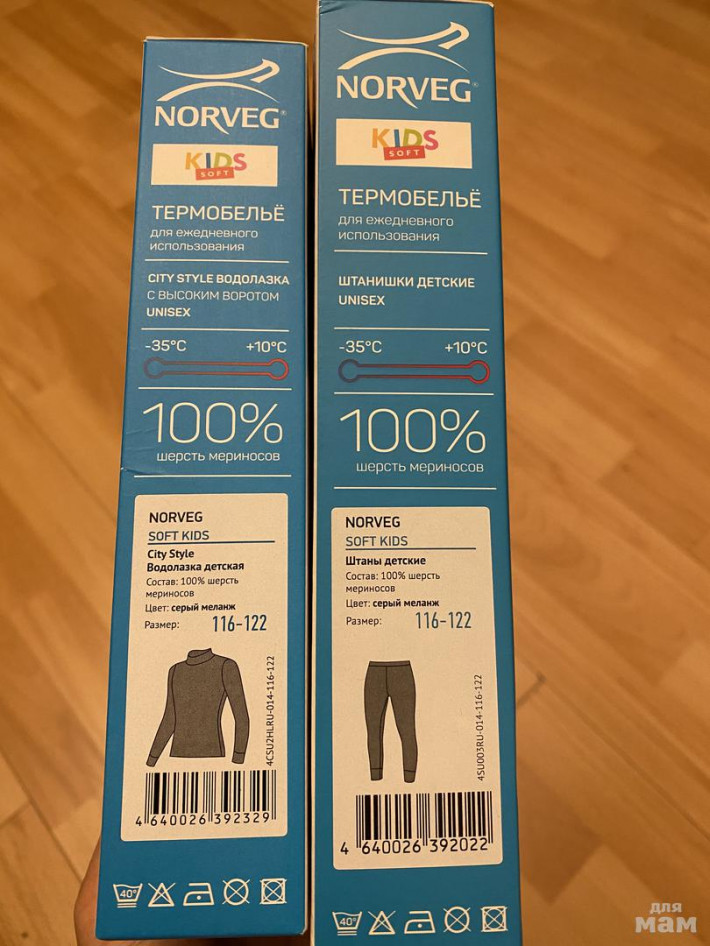 NORVEG®
KIDS
SOFT
ТЕРМОБЕЛЬЁ
для ежедневного
использования
CITY STYLE ВОДОЛАЗКА
С ВЫСОКИМ ВОРОТОМ
UNISEX
-35°C +10°C
100%
шерсть мериносов
NORVEG
SOFT KIDS
City Style
Водолазка детская
Состав: 100% шерсть
мериносов
Цвет: серый меланж
Размер: 116-122
4CSU2HLRU-014-116-122
4 640026 392329
40°
NORVEG®
KIDS
SOFT
ТЕРМОБЕЛЬЁ
для ежедневного
использования
ШТАНИШКИ ДЕТСКИЕ
UNISEX
-35°C +10°C
100%
шерсть мериносов
NORVEG
SOFT KIDS
Штаны детские
Состав: 100% шерсть
мериносов
Цвет: серый меланж
Размер: 116-122
4SU003RU-014-116-122
4 640026 392022
40°
для
мам